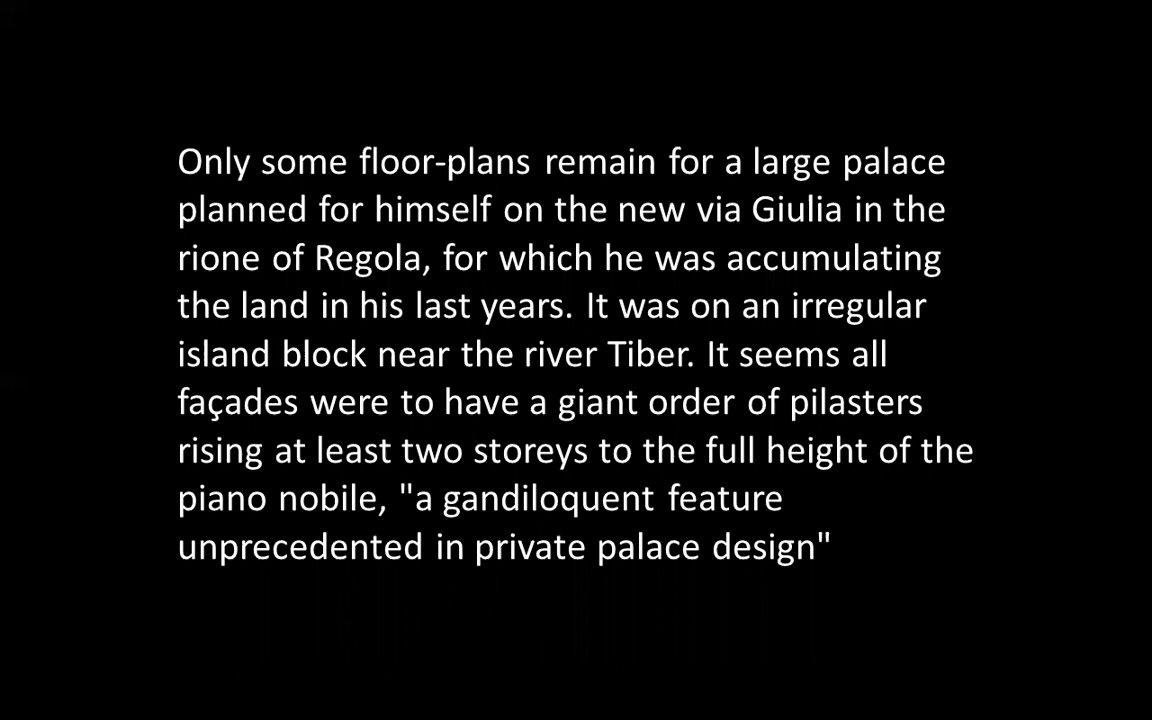 Only some floor-plans remain for a large palace
planned for himself on the new via Giulia in the
rione of Regola, for which he was accumulating
the land in his last years. It was on an irregular
island block near the river Tiber. It seems all
façades were to have a giant order of pilasters
rising at least two storeys to the full height of the
piano nobile, "a gandiloquent feature
unprecedented in private palace design"